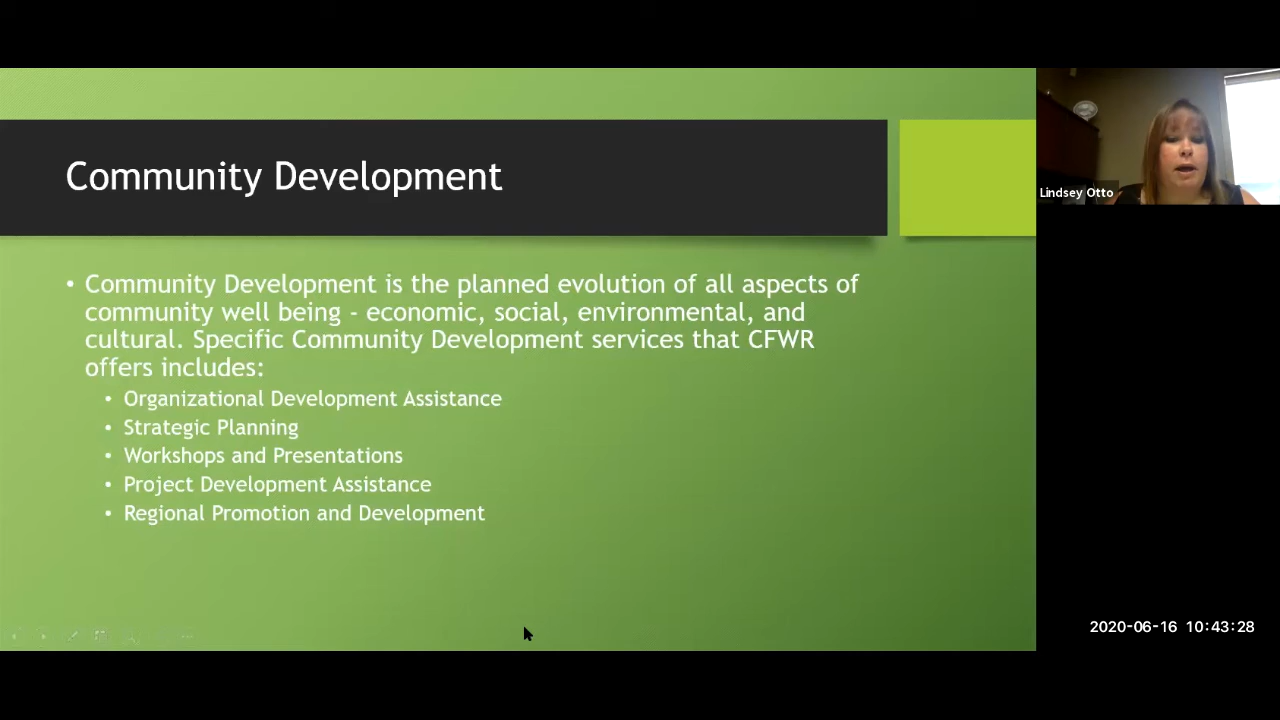 Community Development
• Community Development is the planned evolution of all aspects of
community well being - economic, social, environmental, and
cultural. Specific Community Development services that CFWR
offers includes:
• Organizational Development Assistance
• Strategic Planning
• Workshops and Presentations
• Project Development Assistance
• Regional Promotion and Development
Lindsey Otto
2020-06-16 10:43:28